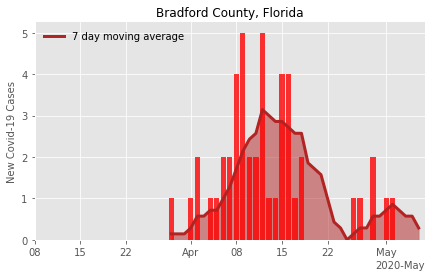 Bradford County, Florida
7 day moving average
New Covid-19 Cases
5
4
3
2
1
0
08 15 22 Apr 08 15 22 May
2020-May